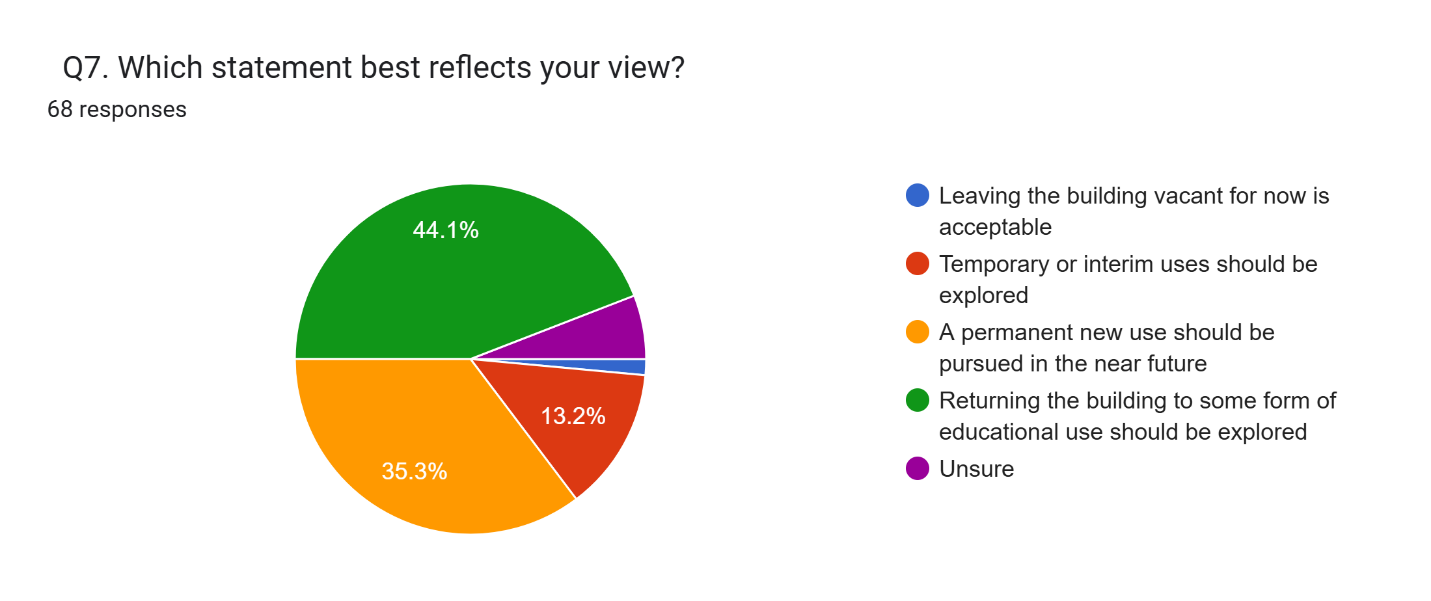 Q7. Which statement best reflects your view?
68 responses
44.1%
13.2%
35.3%
Leaving the building vacant for now is
acceptable
Temporary or interim uses should be
explored
A permanent new use should be
pursued in the near future
Returning the building to some form of
educational use should be explored
Unsure